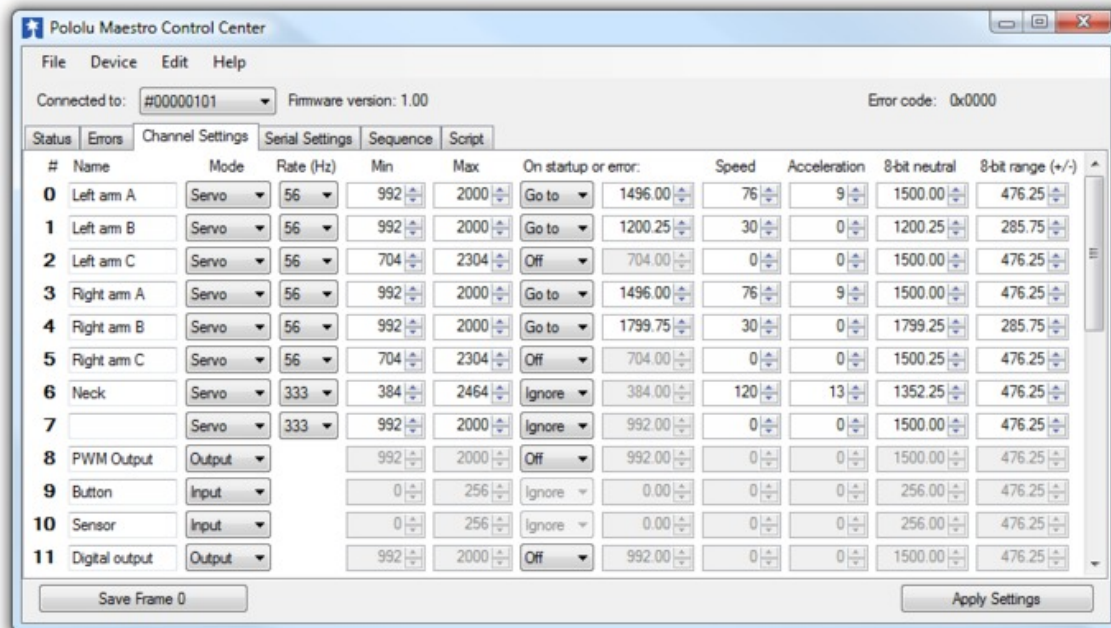 Pololu Maestro Control Center
File Device Edit Help
Connected to: #00000101 Firmware version: 1.00 Error code: 0x0000
Status Errors Channel Settings Serial Settings Sequence Script
# Name Mode Rate (Hz) Min Max On startup or error: Speed Acceleration 8-bit neutral 8-bit range (+/-)
0 Left arm A Servo 56 992 2000 Go to 1496.00 76 9 1500.00 476.25
1 Left arm B Servo 56 992 2000 Go to 1200.25 30 0 1200.25 285.75
2 Left arm C Servo 56 704 2304 Off 704.00 0 0 1500.00 476.25
3 Right arm A Servo 56 992 2000 Go to 1496.00 76 9 1500.00 476.25
4 Right arm B Servo 56 992 2000 Go to 1799.75 30 0 1799.25 285.75
5 Right arm C Servo 56 704 2304 Off 704.00 0 0 1500.25 476.25
6 Neck Servo 333 384 2464 Ignore 384.00 120 13 1352.25 476.25
7 Servo 333 992 2000 Ignore 992.00 0 0 1500.00 476.25
8 PWM Output Output 992 2000 Off 992.00 0 0 1500.00 476.25
9 Button Input 0 256 Ignore 0.00 0 0 256.00 476.25
10 Sensor Input 0 256 Ignore 0.00 0 0 256.00 476.25
11 Digital output Output 992 2000 Off 992.00 0 0 1500.00 476.25
Save Frame 0 Apply Settings